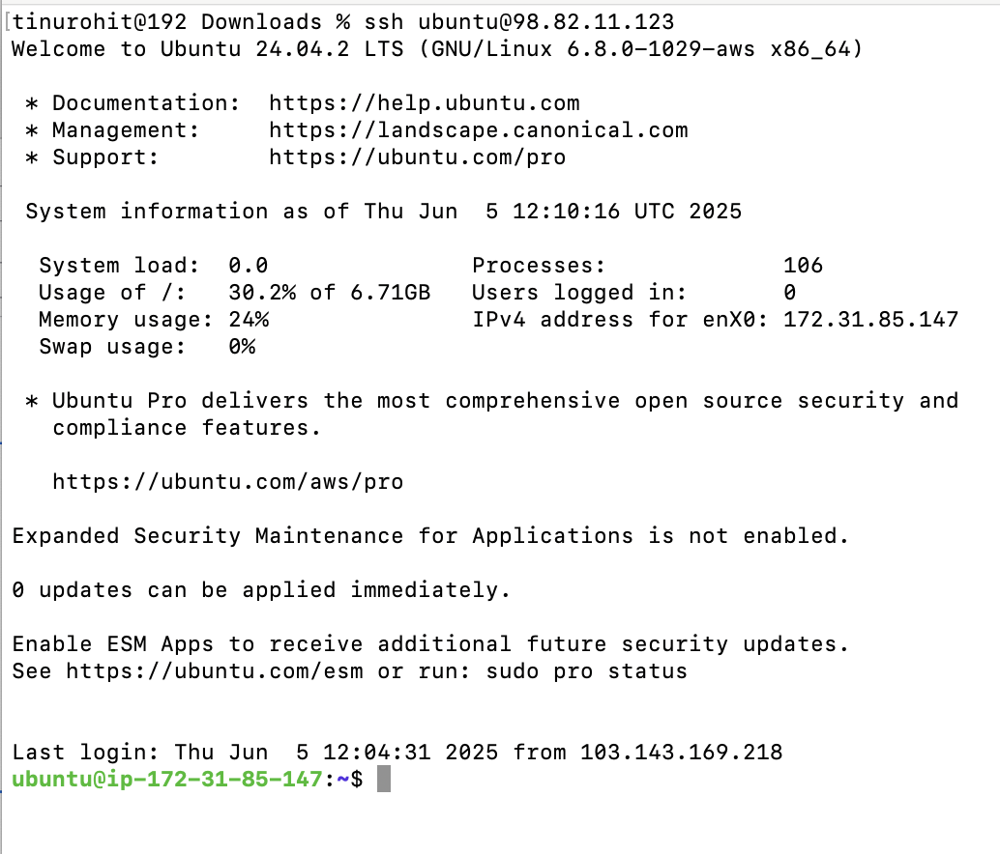 [tinurohit@192 Downloads % ssh ubuntu@98.82.11.123
Welcome to Ubuntu 24.04.2 LTS (GNU/Linux 6.8.0-1029-aws x86_64)
* Documentation:  https://help.ubuntu.com
* Management:     https://landscape.canonical.com
* Support:        https://ubuntu.com/pro
System information as of Thu Jun  5 12:10:16 UTC 2025
System load:  0.0               Processes:             106
Usage of /:   30.2% of 6.71GB   Users logged in:       0
Memory usage: 24%               IPv4 address for enX0: 172.31.85.147
Swap usage:   0%
* Ubuntu Pro delivers the most comprehensive open source security and
compliance features.
https://ubuntu.com/aws/pro
Expanded Security Maintenance for Applications is not enabled.
0 updates can be applied immediately.
Enable ESM Apps to receive additional future security updates.
See https://ubuntu.com/esm or run: sudo pro status
Last login: Thu Jun  5 12:04:31 2025 from 103.143.169.218
ubuntu@ip-172-31-85-147:~$